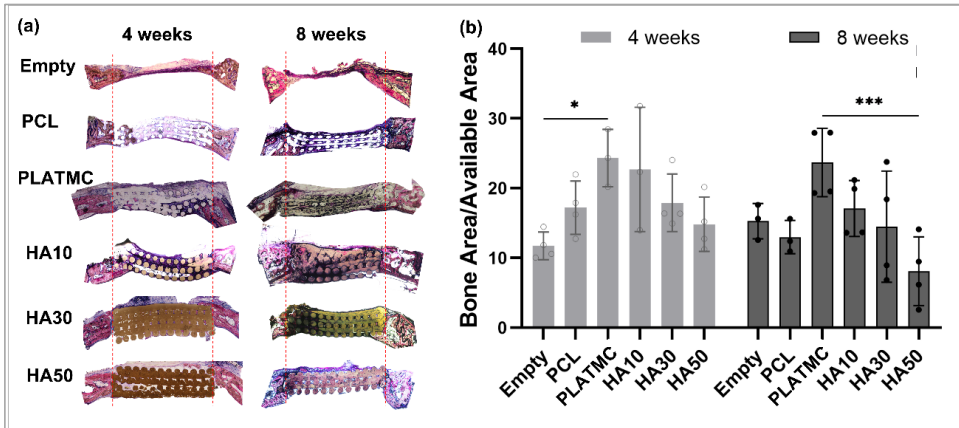 (a)
4 weeks
8 weeks
Empty
PCL
PLATMC
HA10
HA30
HA50
(b)
4 weeks
8 weeks
Bone Area/Available Area
40
30
20
10
0
*
***
Empty
PCL
PLATMC
HA10
HA30
HA50
Empty
PCL
PLATMC
HA10
HA30
HA50